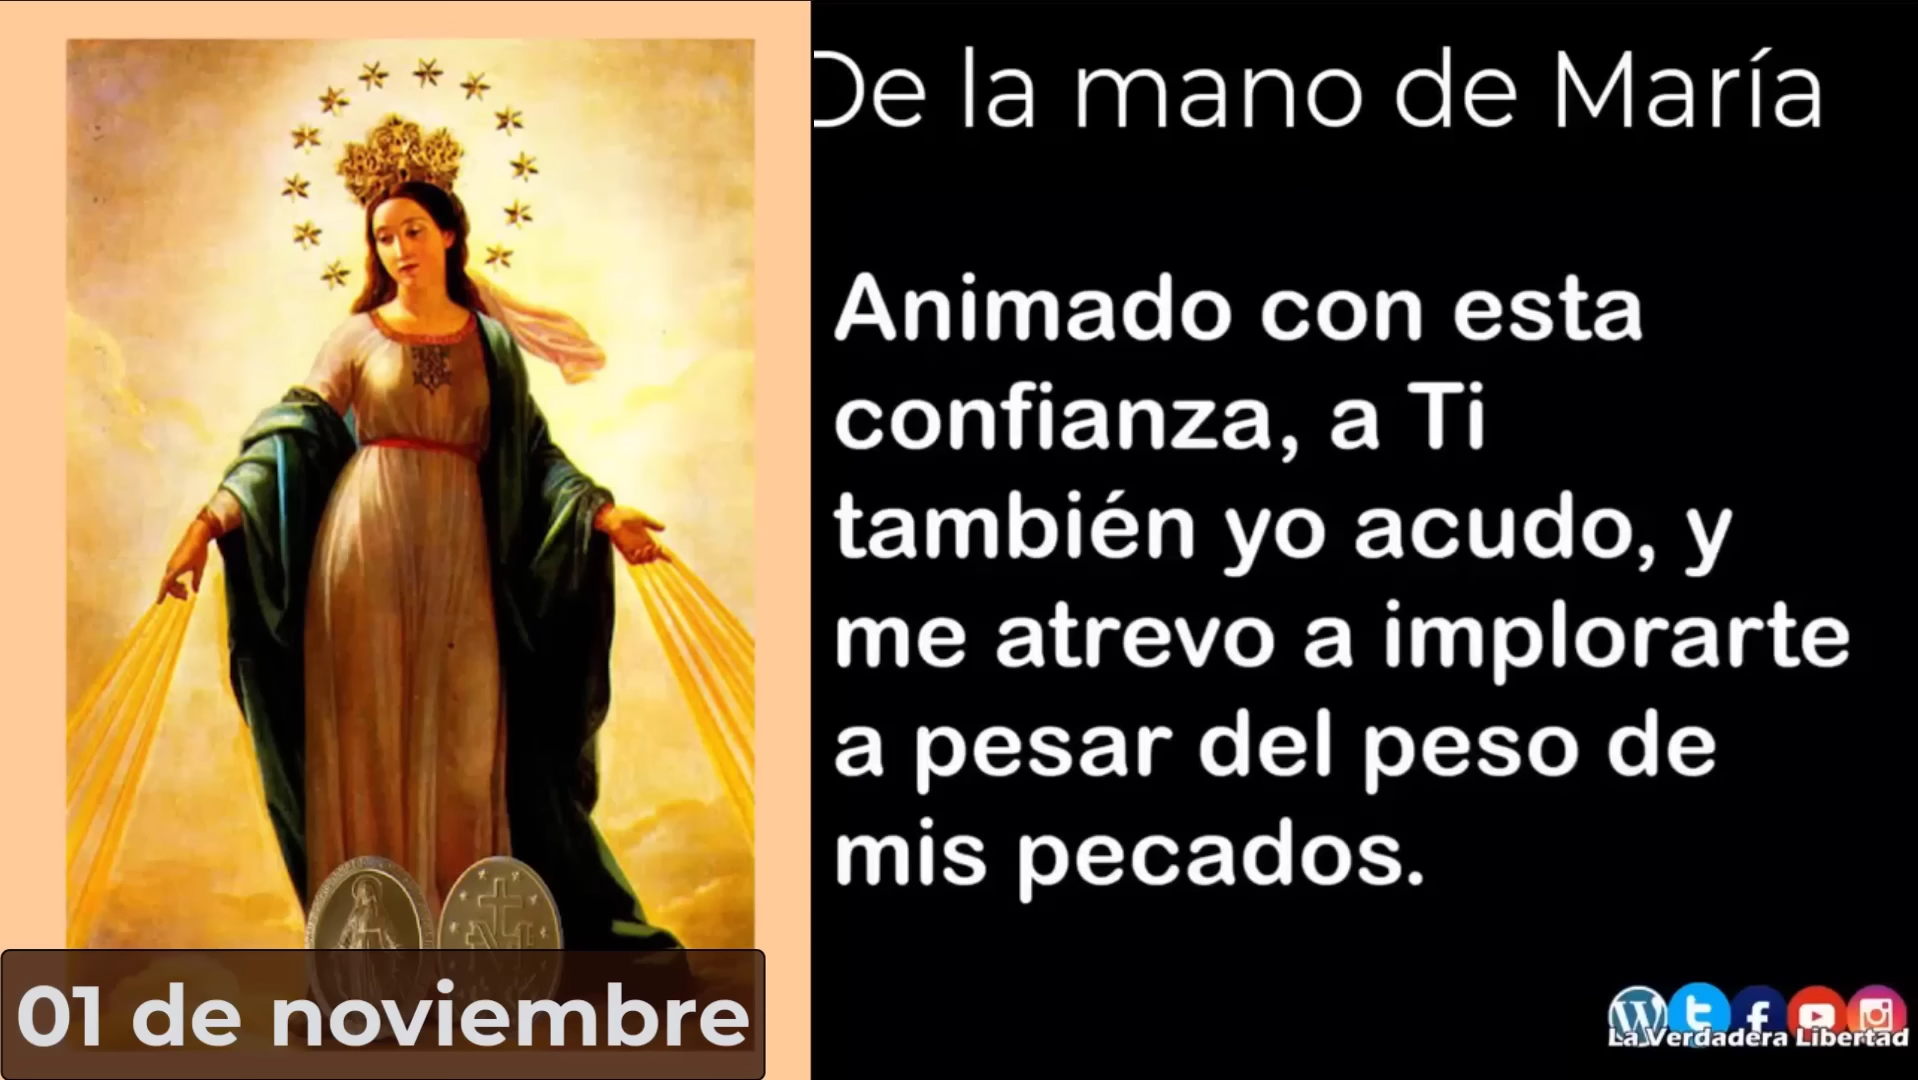 De la mano de María
Animado con esta
confianza, a Ti
también yo acudo, y
me atrevo a implorarte
a pesar del peso de
mis pecados.
01 de noviembre
La Verdadera Libertad